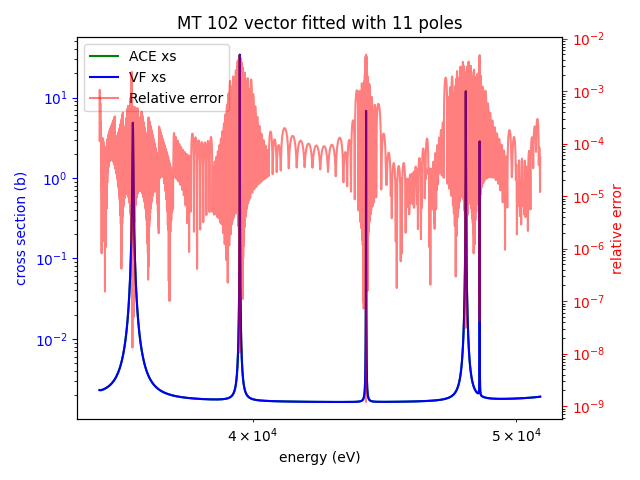 MT 102 vector fitted with 11 poles
ACE xs
VF xs
Relative error
10¹
10⁰
10⁻¹
10⁻²
cross section (b)
10⁻²
10⁻³
10⁻⁴
10⁻⁵
10⁻⁶
10⁻⁷
10⁻⁸
10⁻⁹
relative error
4 × 10⁴
5 × 10⁴
energy (eV)